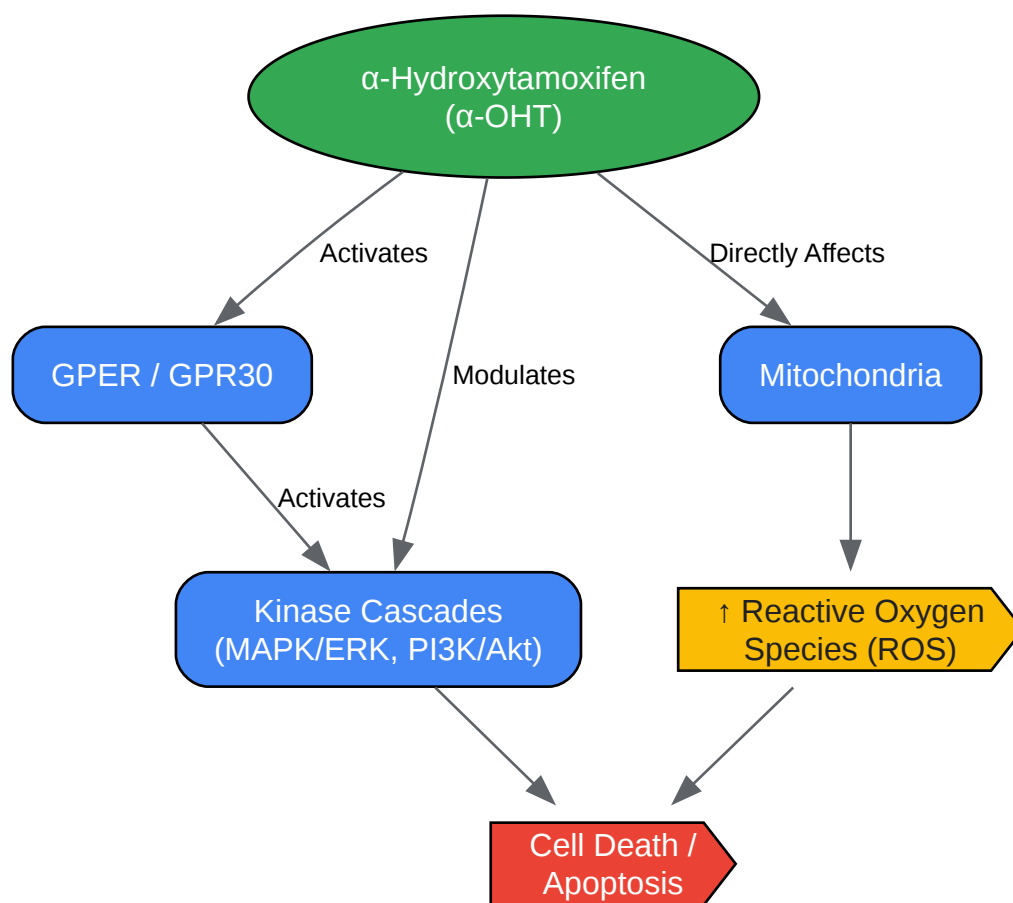 α-Hydroxytamoxifen
(α-OHT)
Activates
Directly Affects
GPER / GPR30
Modulates
Mitochondria
Activates
Kinase Cascades
(MAPK/ERK, PI3K/Akt)
↑ Reactive Oxygen
Species (ROS)
Cell Death /
Apoptosis